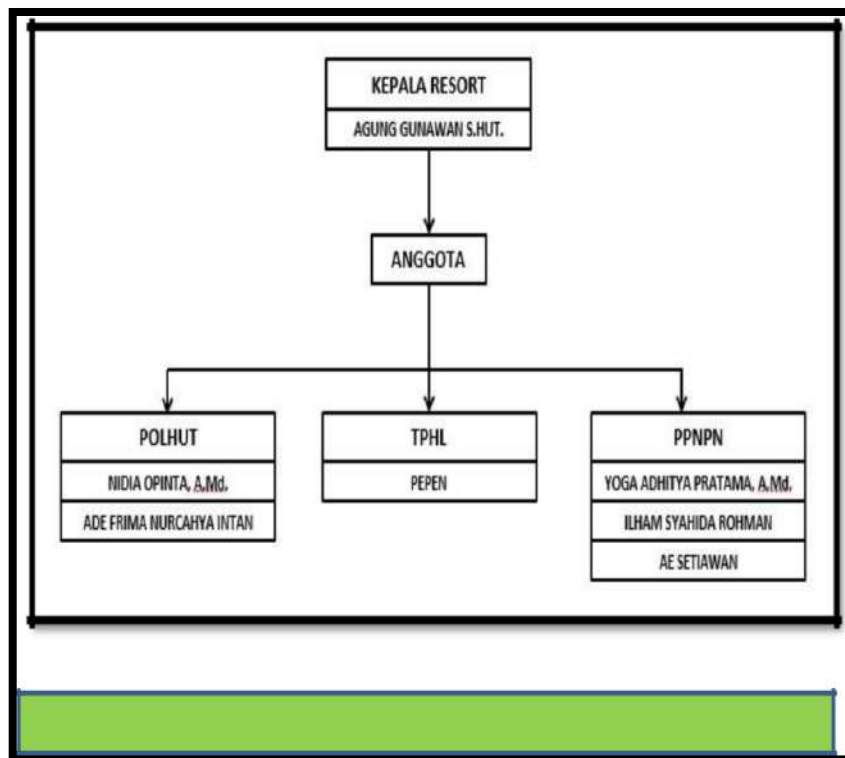 KEPALA RESORT
AGUNG GUNAWAN S.HUT.
ANGGOTA
POLHUT
NIDIA OPINTA, A.Md.
ADE FRIMA NURCAHYA INTAN
TPHL
PEPEN
PPNPN
YOGA ADHITYA PRATAMA, A.Md.
ILHAM SYAHIDA ROHMAN
AE SETIAWAN